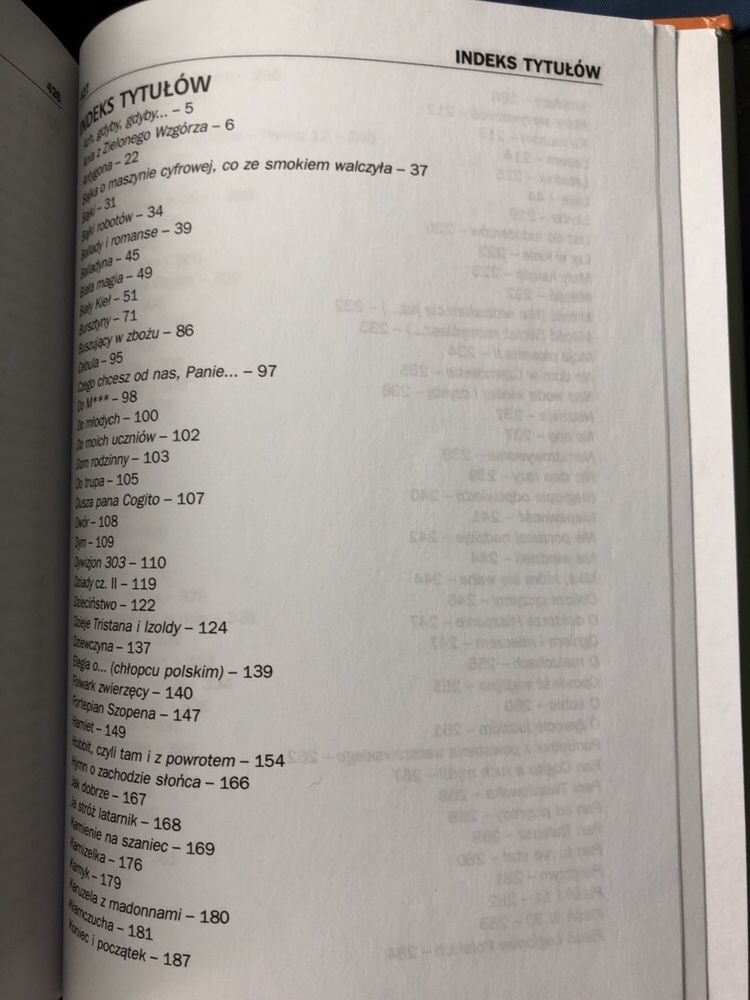 428
INDEKS TYTUŁÓW
INDEKS TYTUŁÓW
Ach, gdyby, gdyby... – 5
Ania z Zielonego Wzgórza – 6
Antygona – 22
Bajka o maszynie cyfrowej, co ze smokiem walczyła – 37
Bajki – 31
Bajki robotów – 34
Ballady i romanse – 39
Balladyna – 45
Biała magia – 49
Biały Kieł – 51
Bursztyny – 71
Buszujący w zbożu – 86
Cebula – 95
Czego chcesz od nas, Panie... – 97
Do M*** – 98
Do młodych – 100
Do moich uczniów – 102
Dom rodzinny – 103
Do trupa – 105
Dusza pana Cogito – 107
Dwór – 108
Dym – 109
Dywizjon 303 – 110
Dziady cz. II – 119
Dzieciństwo – 122
Dzieje Tristana i Izoldy – 124
Dziewczyna – 137
Elegia o... (chłopcu polskim) – 139
Folwark zwierzęcy – 140
Fortepian Szopena – 147
Hamlet – 149
Hobbit, czyli tam i z powrotem – 154
Hymn o zachodzie słońca – 166
Jak dobrze – 167
Ja stróż latarnik – 168
Kamienie na szaniec – 169
Kamizelka – 176
Kamyk – 179
Karuzela z madonnami – 180
Kłamczucha – 181
Koniec i początek – 187